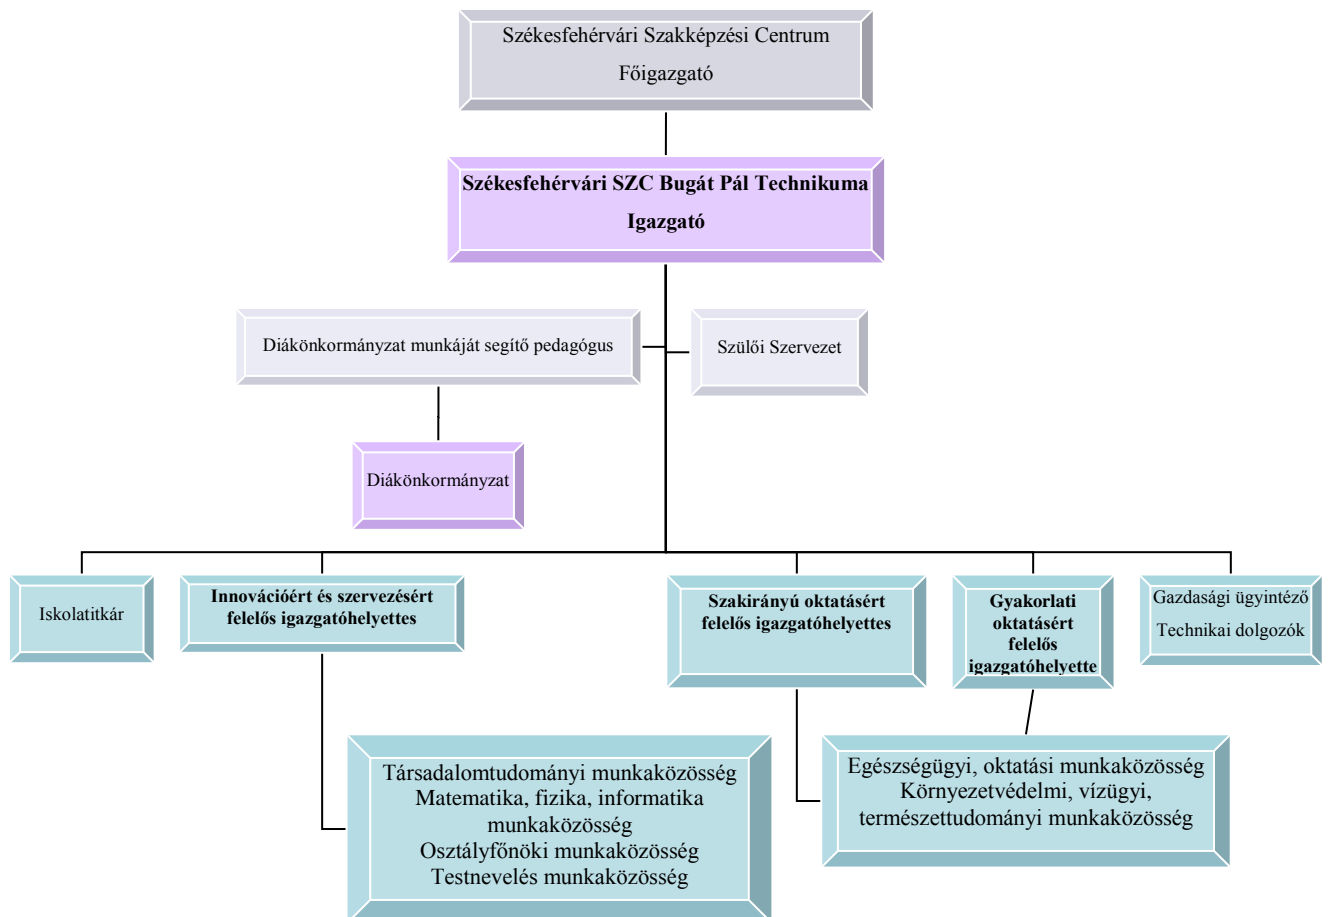 Székesfehérvári Szakképzési Centrum
Főigazgató
Székesfehérvári SZC Bugát Pál Technikuma
Igazgató
Diákönkormányzat munkáját segítő pedagógus
Szülői Szervezet
Diákönkormányzat
Iskolatitkár
Innovációért és szervezésért
felelős igazgatóhelyettes
Szakirányú oktatásért
felelős igazgatóhelyettes
Gyakorlati
oktatásért
felelős
igazgatóhelyette
Gazdasági ügyintéző
Technikai dolgozók
Társadalomtudományi munkaközösség
Matematika, fizika, informatika
munkaközösség
Osztályfőnöki munkaközösség
Testnevelés munkaközösség
Egészségügyi, oktatási munkaközösség
Környezetvédelmi, vízügyi,
természettudományi munkaközösség